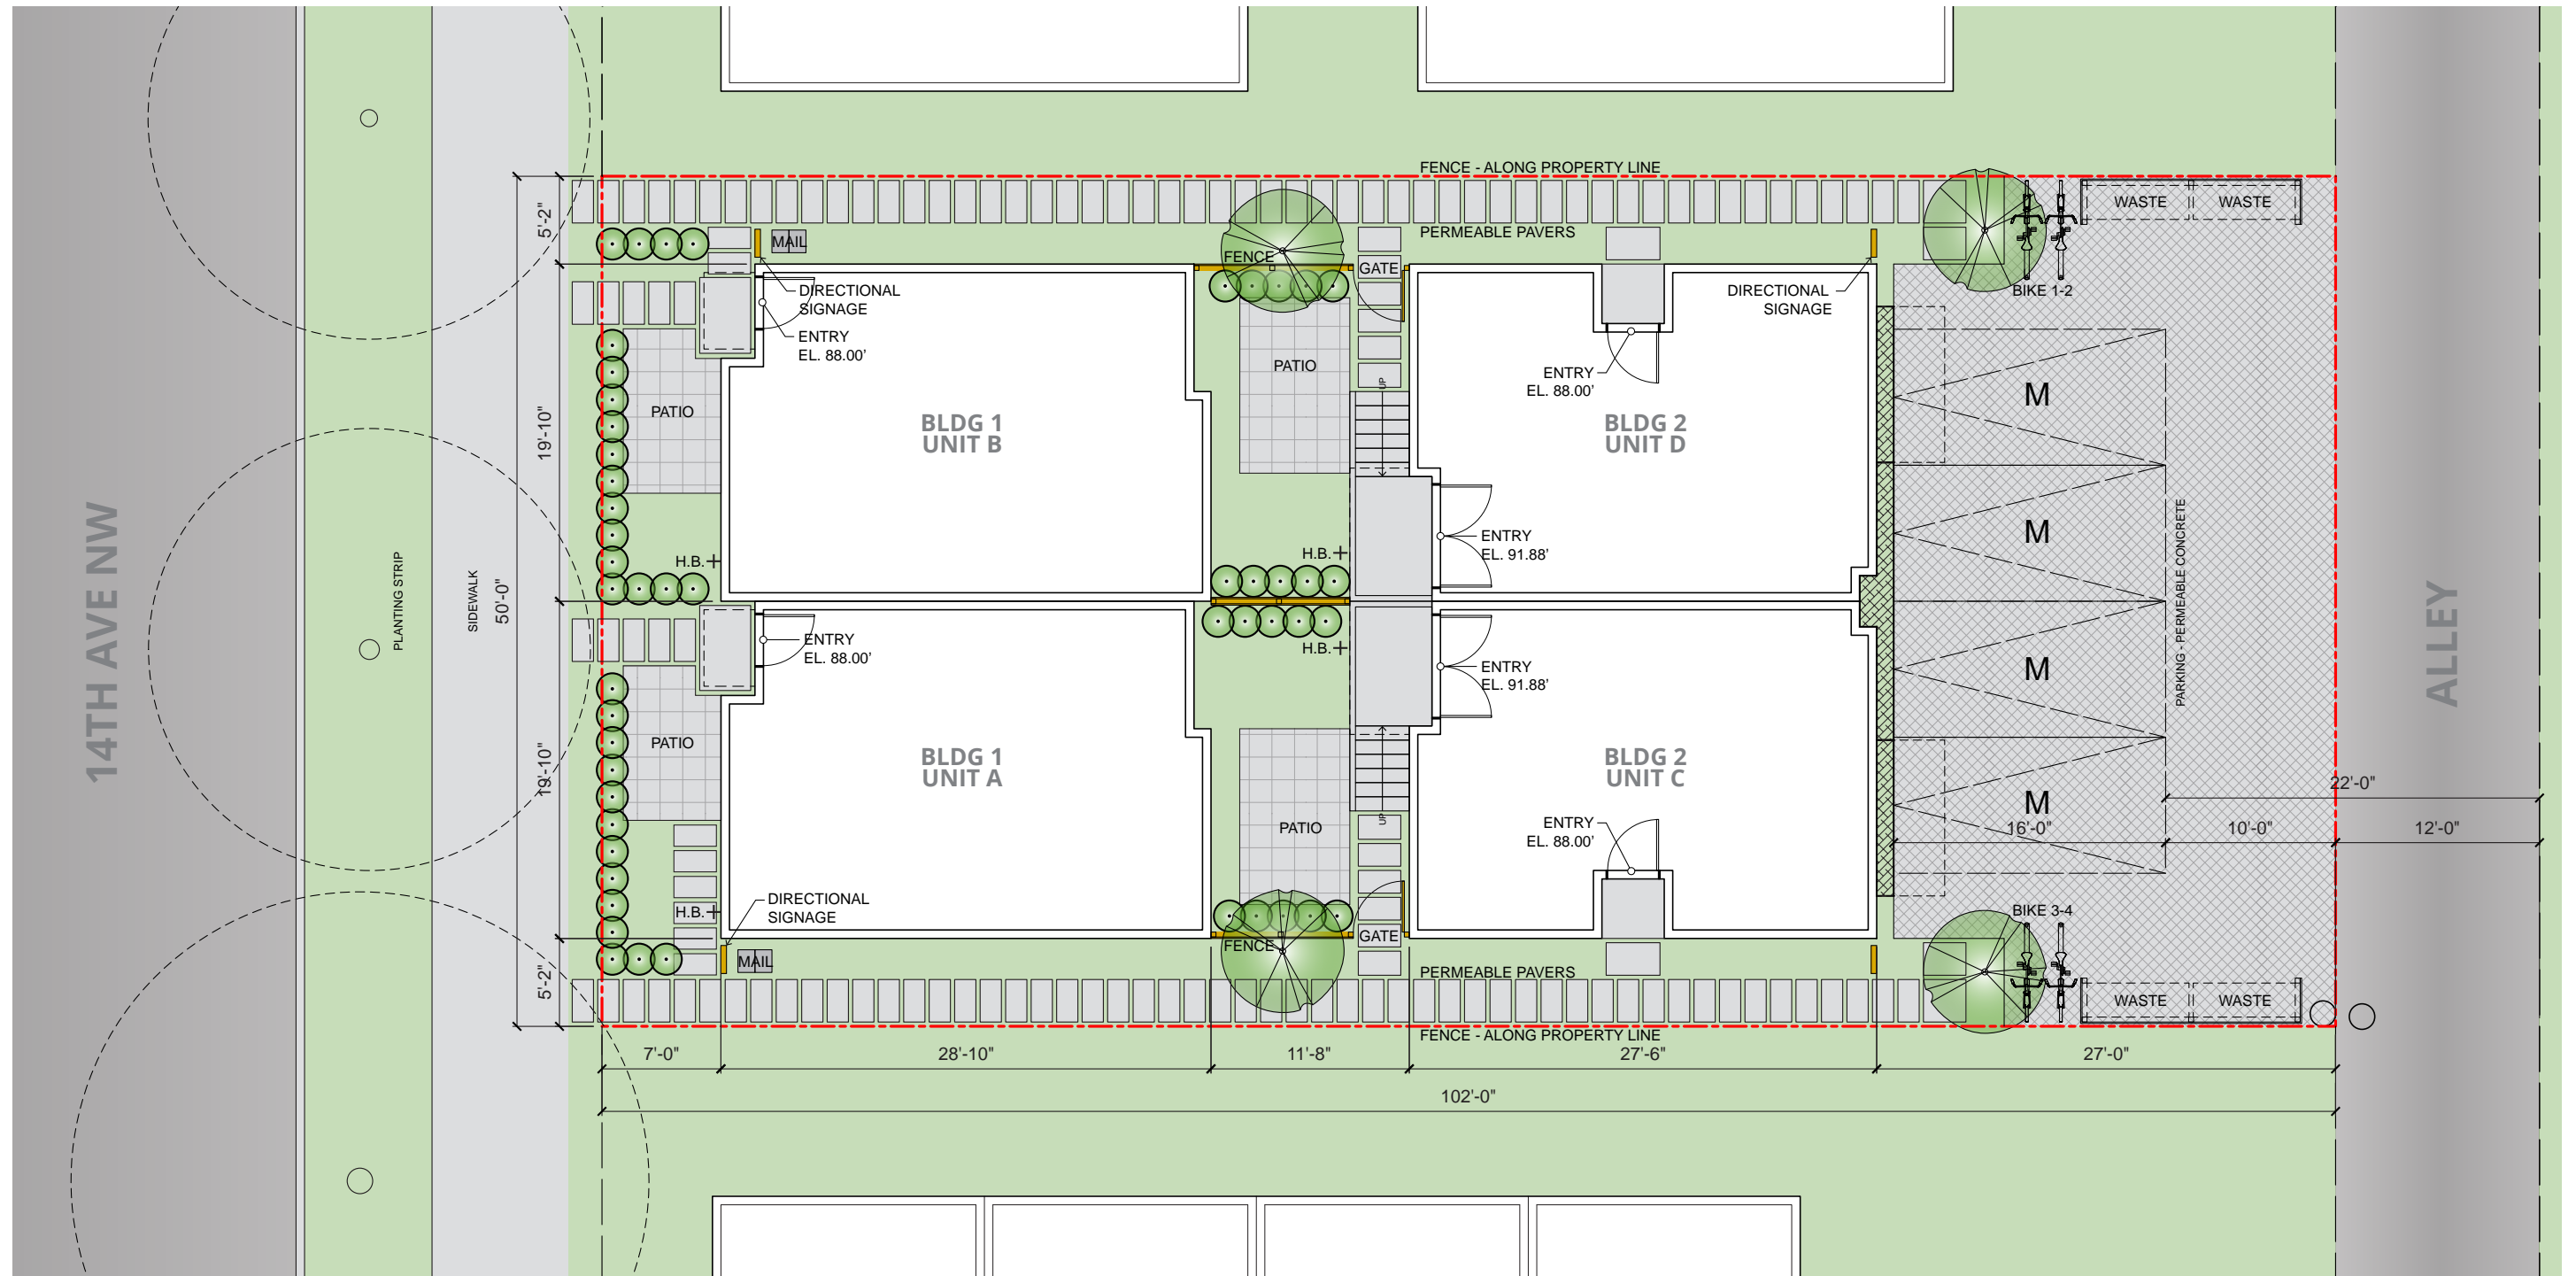 FENCE - ALONG PROPERTY LINE
WASTE
WASTE
5'-2"
MAIL
PERMEABLE PAVERS
FENCE
GATE
DIRECTIONAL
SIGNAGE
DIRECTIONAL
SIGNAGE
BIKE 1-2
ENTRY
EL. 88.00'
PATIO
ENTRY
EL. 88.00'
UP
M
PATIO
19'-10"
BLDG 1
UNIT B
BLDG 2
UNIT D
M
ENTRY
EL. 91.88'
H.B.
H.B.
14TH AVE NW
PLANTING STRIP
SIDEWALK
50'-0"
PARKING - PERMEABLE CONCRETE
ALLEY
ENTRY
EL. 88.00'
H.B.
ENTRY
EL. 91.88'
M
PATIO
19'-10"
BLDG 1
UNIT A
BLDG 2
UNIT C
M
22'-0"
UP
PATIO
ENTRY
EL. 88.00'
16'-0"
10'-0"
12'-0"
H.B.
DIRECTIONAL
SIGNAGE
BIKE 3-4
FENCE
GATE
MAIL
5'-2"
PERMEABLE PAVERS
WASTE
WASTE
FENCE - ALONG PROPERTY LINE
7'-0"
28'-10"
11'-8"
27'-6"
27'-0"
102'-0"